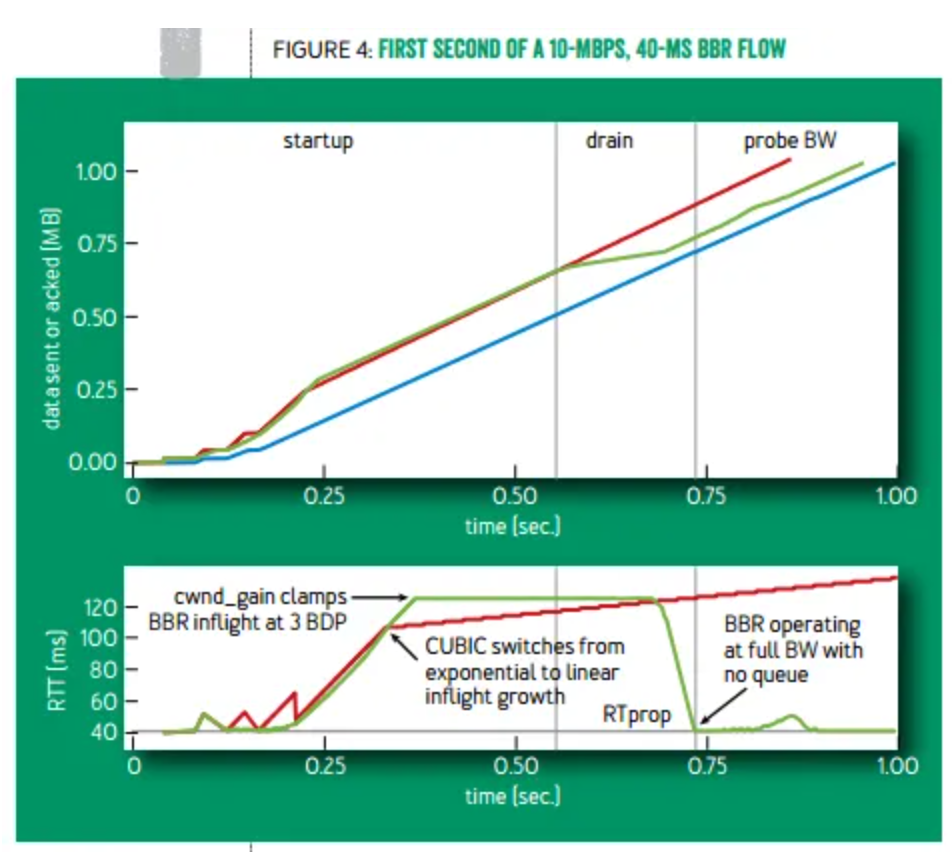 FIGURE 4: FIRST SECOND OF A 10-MBPS, 40-MS BBR FLOW
startup
drain
probe BW
data sent or acked (MB)
1.00
0.75
0.50
0.25
0.00
0
0.25
0.50
0.75
1.00
time (sec.)
RTT (ms)
120
100
80
60
40
cwnd_gain clamps
BBR inflight at 3 BDP
CUBIC switches from
exponential to linear
inflight growth
RTprop
BBR operating
at full BW with
no queue
0
0.25
0.50
0.75
1.00
time (sec.)